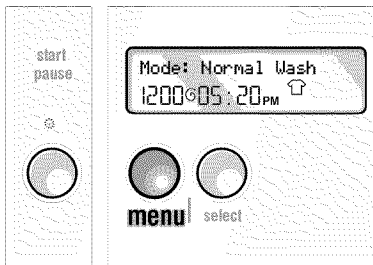 start
pause
Mode: Normal Wash
1200 05:20PM
menu
select